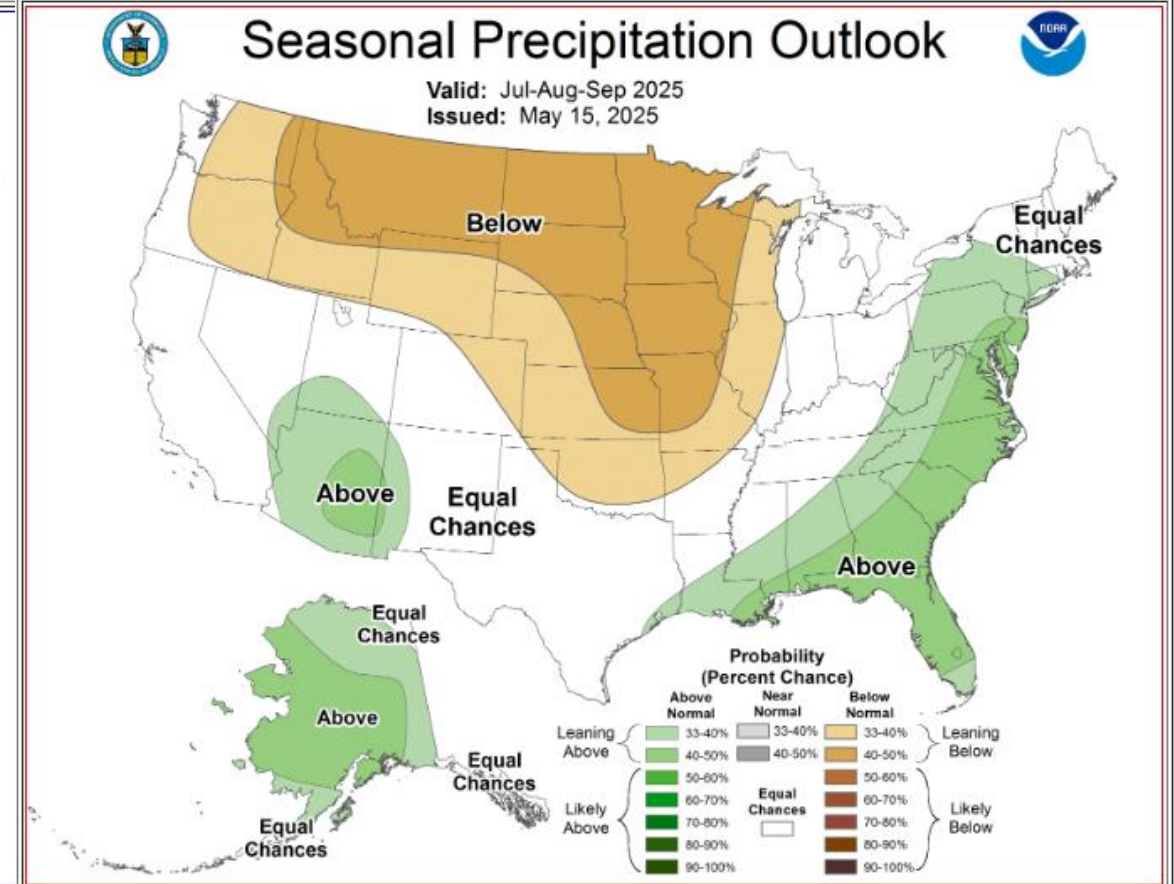 Seasonal Precipitation Outlook
NOAA
Valid: Jul-Aug-Sep 2025
Issued: May 15, 2025
Below
Equal
Chances
Above
Equal
Chances
Above
Equal
Chances
Above
Equal
Chances
Equal
Chances
Probability
(Percent Chance)
Above
Normal
Near
Normal
Below
Normal
Leaning
Above
33-40%
33-40%
33-40%
Leaning
Below
40-50%
40-50%
40-50%
50-60%
50-60%
Likely
Above
60-70%
Equal
Chances
60-70%
Likely
Below
70-80%
70-80%
80-90%
80-90%
90-100%
90-100%